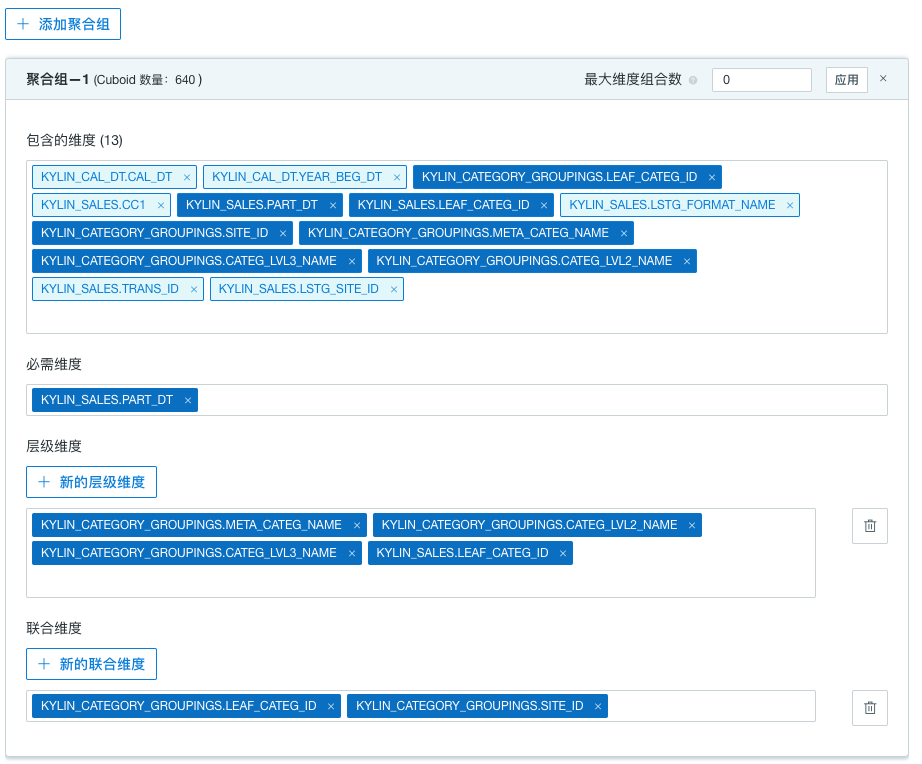 + 添加聚合组
聚合组—1 (Cuboid 数量: 640 ) 最大维度组合数 0 应用 ×
包含的维度 (13)
KYLIN_CAL_DT.CAL_DT × KYLIN_CAL_DT.YEAR_BEG_DT × KYLIN_CATEGORY_GROUPINGS.LEAF_CATEG_ID ×
KYLIN_SALES.CC1 × KYLIN_SALES.PART_DT × KYLIN_SALES.LEAF_CATEG_ID × KYLIN_SALES.LSTG_FORMAT_NAME ×
KYLIN_CATEGORY_GROUPINGS.SITE_ID × KYLIN_CATEGORY_GROUPINGS.META_CATEG_NAME ×
KYLIN_CATEGORY_GROUPINGS.CATEG_LVL3_NAME × KYLIN_CATEGORY_GROUPINGS.CATEG_LVL2_NAME ×
KYLIN_SALES.TRANS_ID × KYLIN_SALES.LSTG_SITE_ID ×
必需维度
KYLIN_SALES.PART_DT ×
层级维度
+ 新的层级维度
KYLIN_CATEGORY_GROUPINGS.META_CATEG_NAME × KYLIN_CATEGORY_GROUPINGS.CATEG_LVL2_NAME ×
KYLIN_CATEGORY_GROUPINGS.CATEG_LVL3_NAME × KYLIN_SALES.LEAF_CATEG_ID ×
联合维度
+ 新的联合维度
KYLIN_CATEGORY_GROUPINGS.LEAF_CATEG_ID × KYLIN_CATEGORY_GROUPINGS.SITE_ID ×